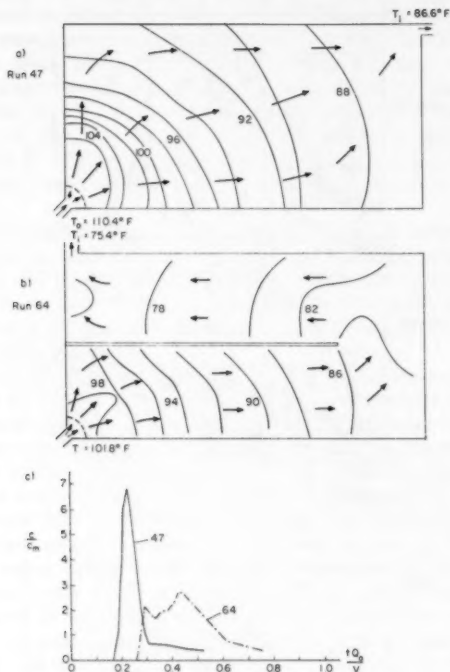 T_i = 86.6°F
a)
Run 47
104
100
96
92
88
T_o = 110.4°F
T_i = 75.4°F
b)
Run 64
78
82
98
94
90
86
T = 101.8°F
c)
c/c_m
7
6
5
4
3
2
1
0
47
64
0.2
0.4
0.6
0.8
1.0
tQ_o/V